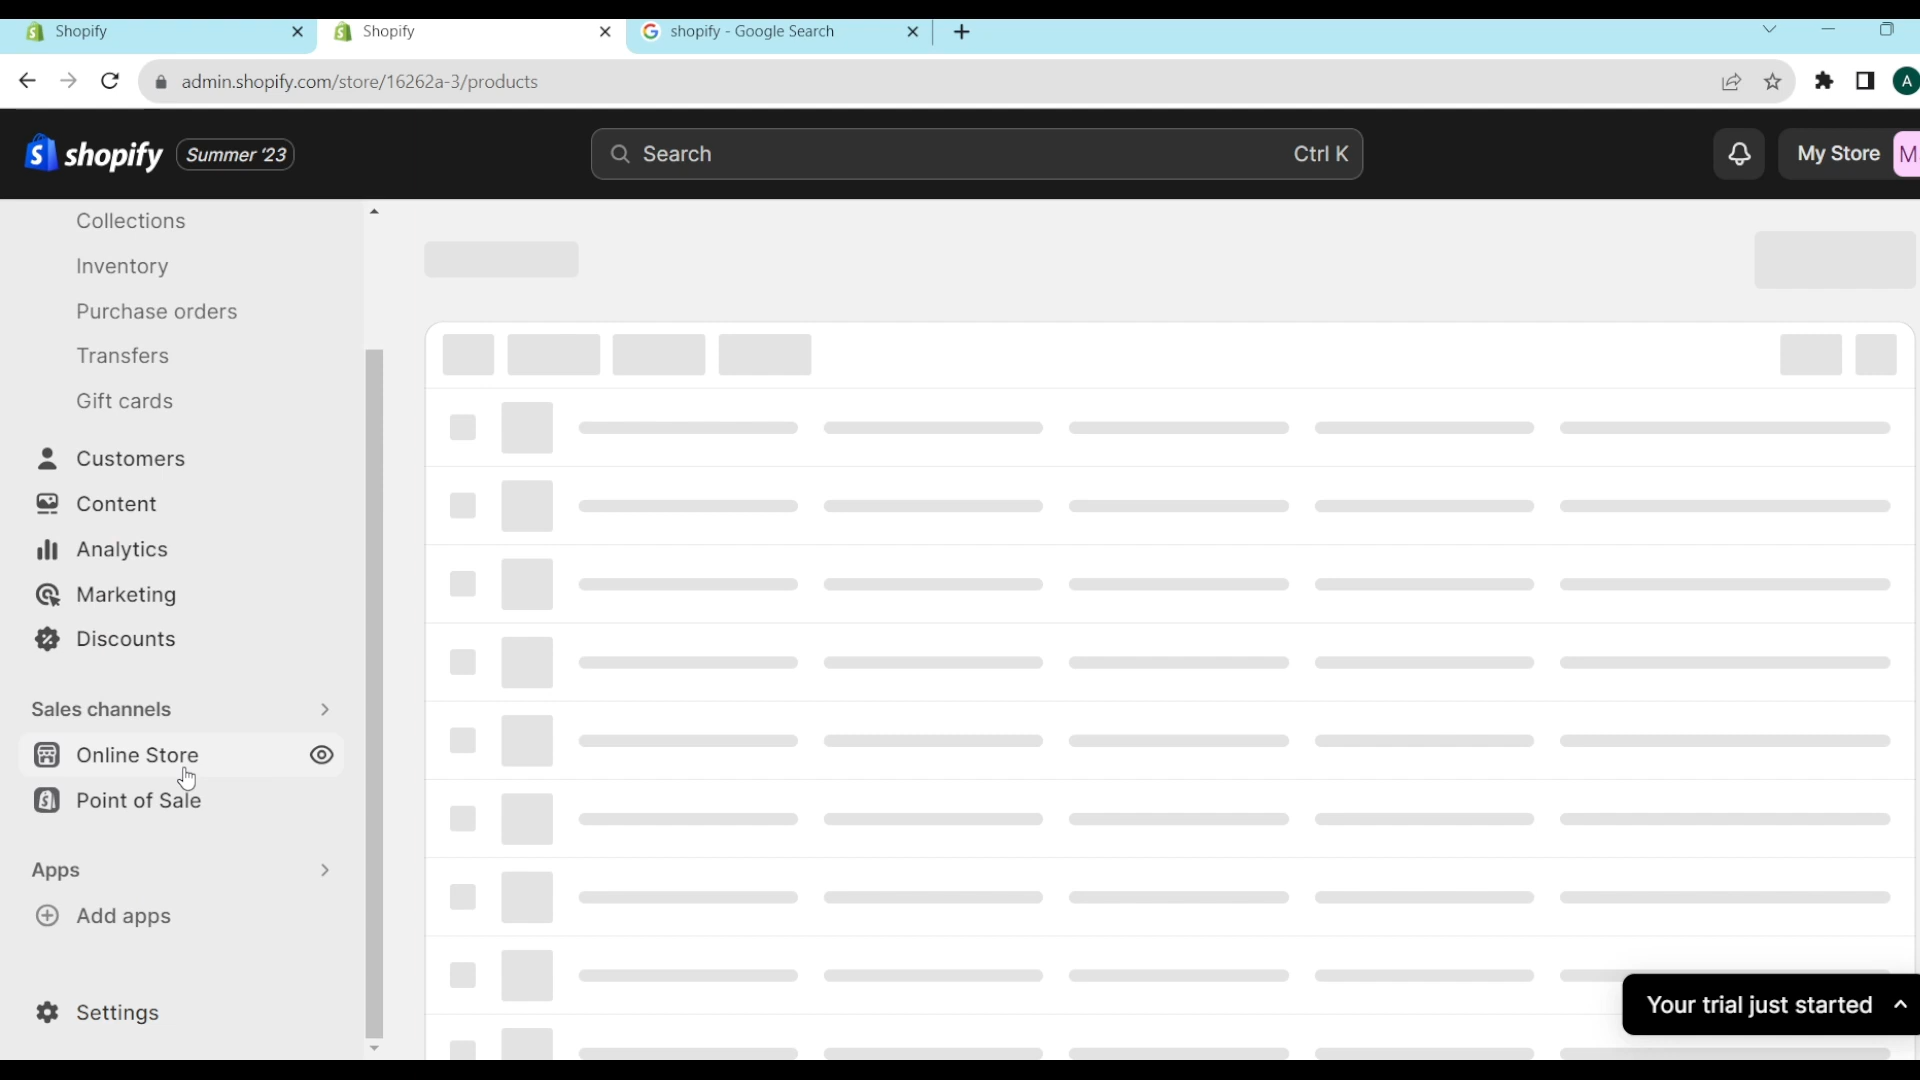 Shopify
Shopify
shopify - Google Search
admin.shopify.com/store/16262a-3/products
shopify
Summer '23
Search
Ctrl K
My Store
Collections
Inventory
Purchase orders
Transfers
Gift cards
Customers
Content
Analytics
Marketing
Discounts
Sales channels
Online Store
Point of Sale
Apps
Add apps
Settings
Your trial just started